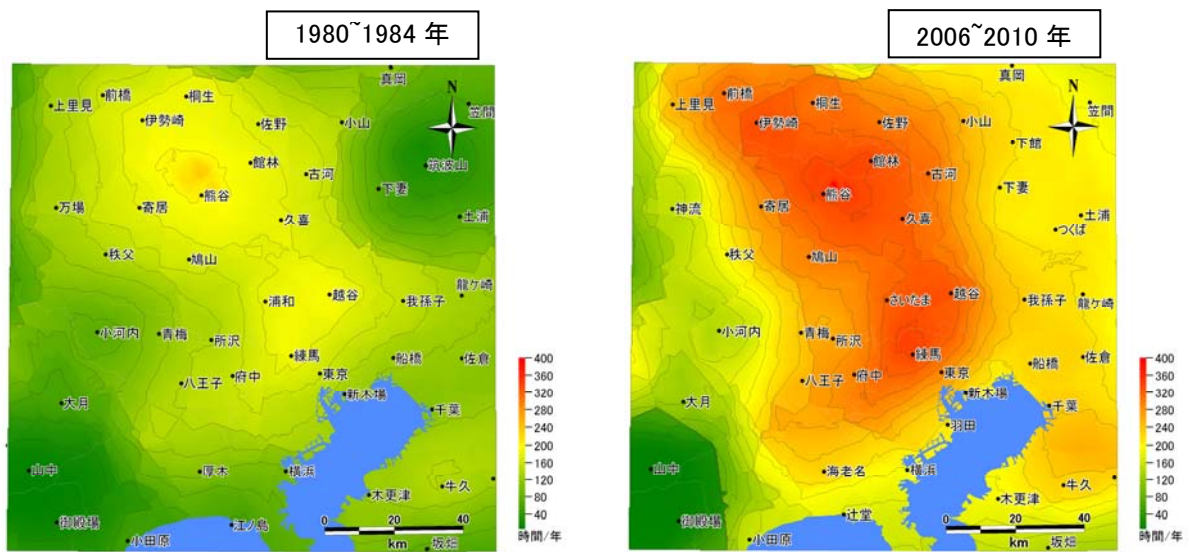 1980~1984 年
真岡
N
上里見
前橋
桐生
笠間
伊勢崎
佐野
小山
館林
筑波山
古河
下妻
熊谷
万場
寄居
久喜
土浦
秩父
鳩山
浦和
越谷
我孫子
龍ケ崎
小河内
青梅
所沢
練馬
船橋
佐倉
八王子
府中
東京
大月
新木場
千葉
山中
厚木
横浜
牛久
木更津
御殿場
江ノ島
小田原
坂畑
0 20 40
km
400
360
320
280
240
200
160
120
80
40
時間/年
2006~2010 年
真岡
N
上里見
前橋
桐生
笠間
伊勢崎
佐野
小山
下館
館林
古河
下妻
熊谷
神流
寄居
久喜
土浦
つくば
秩父
鳩山
さいたま
越谷
我孫子
龍ケ崎
小河内
青梅
所沢
練馬
船橋
佐倉
八王子
府中
東京
大月
新木場
千葉
羽田
山中
海老名
横浜
牛久
木更津
御殿場
辻堂
小田原
坂畑
0 20 40
km
400
360
320
280
240
200
160
120
80
40
時間/年